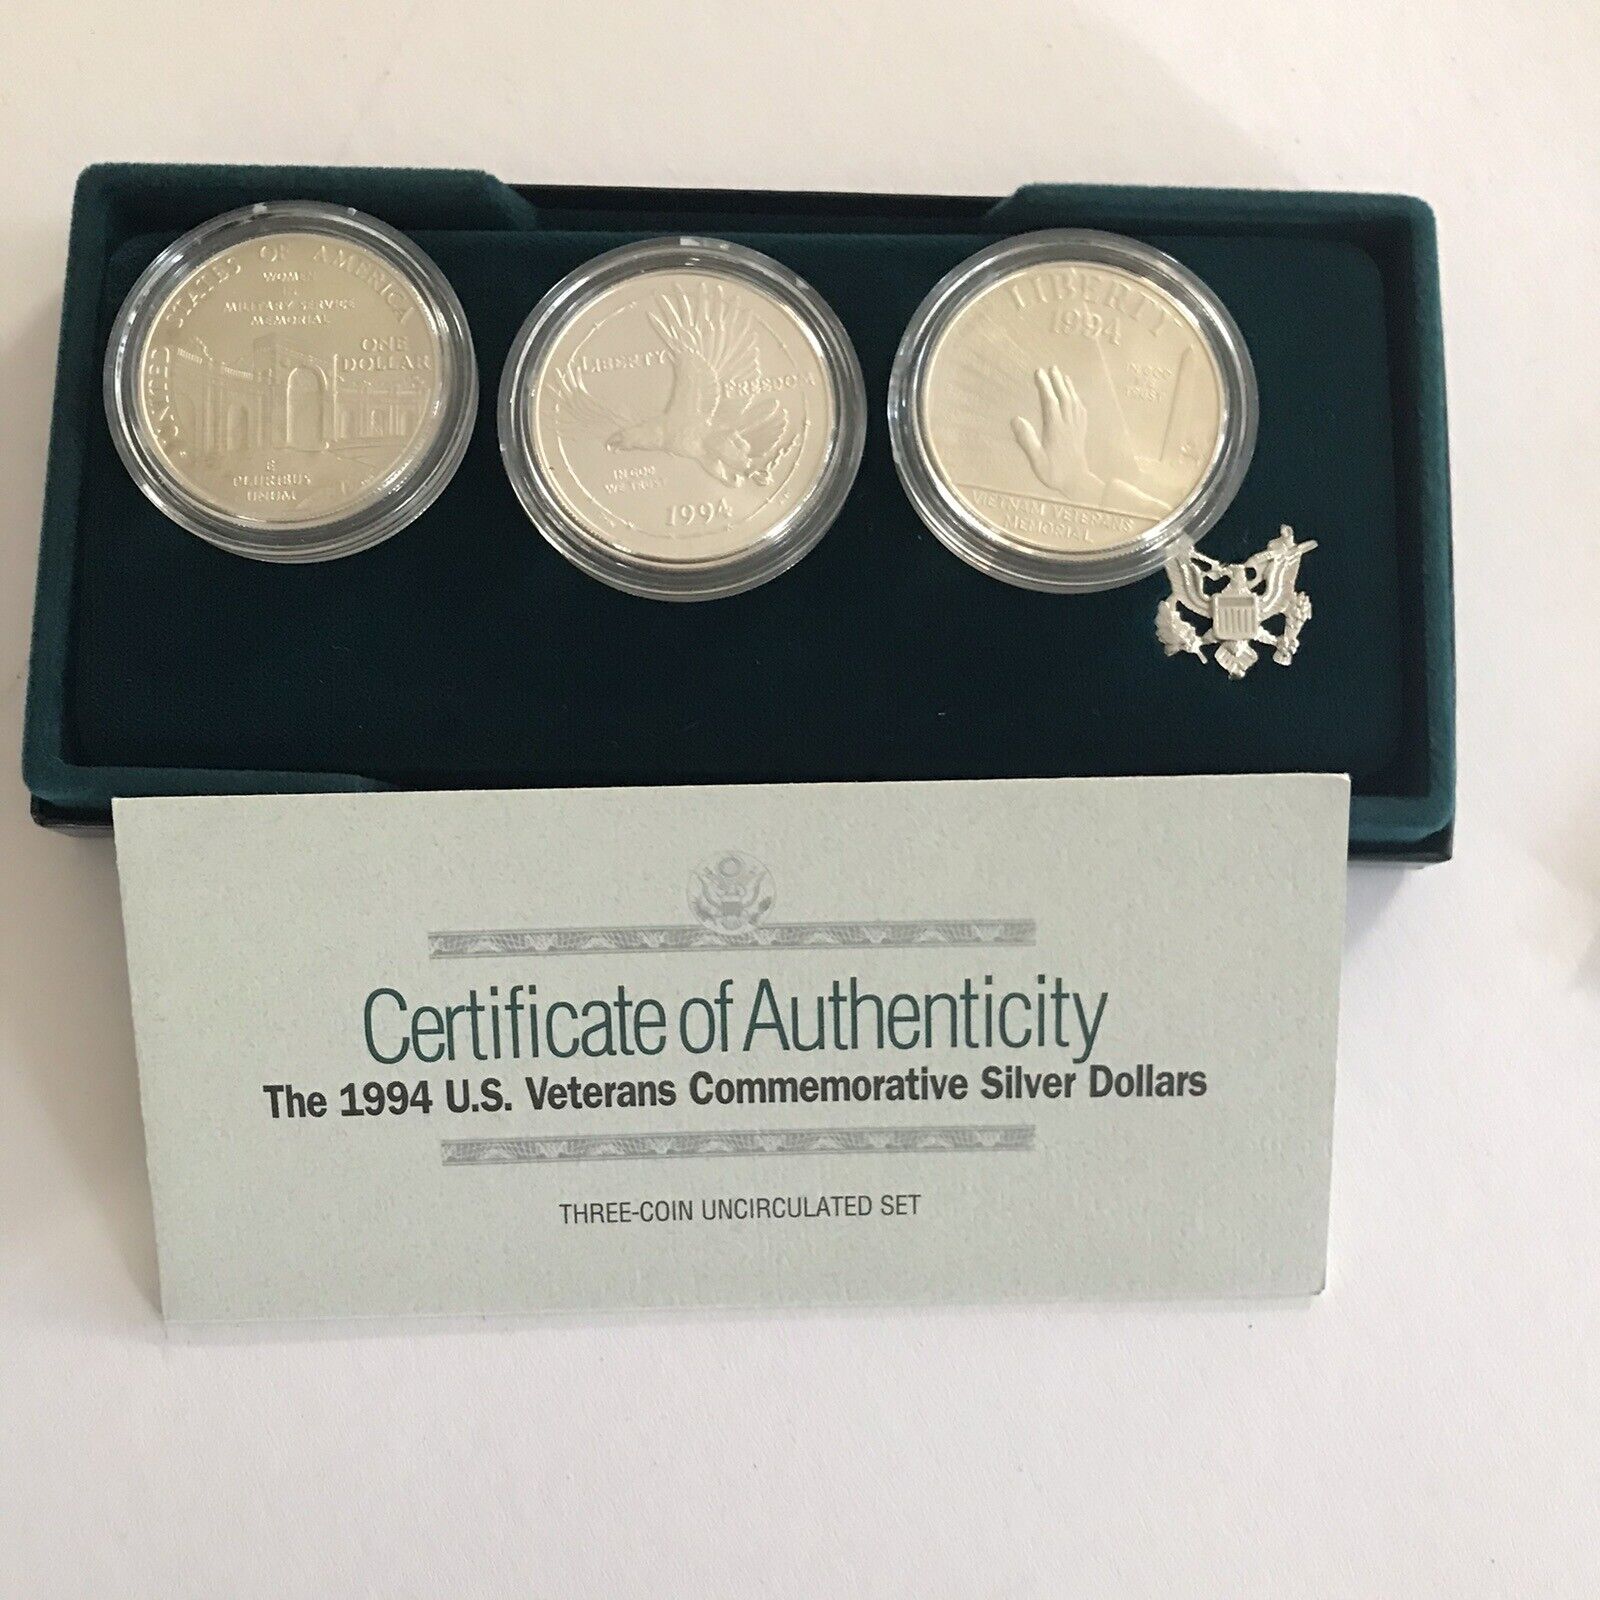 UNITED STATES OF AMERICA
WOMEN
MILITARY SERVICE
MEMORIAL
ONE
DOLLAR
E
PLURIBUS
UNUM
LIBERTY
FREEDOM
IN GOD
WE TRUST
1994
LIBERTY
1994
IN GOD
TRUST
VIETNAM VETERANS
MEMORIAL
Certificate of Authenticity
The 1994 U.S. Veterans Commemorative Silver Dollars
THREE-COIN UNCIRCULATED SET